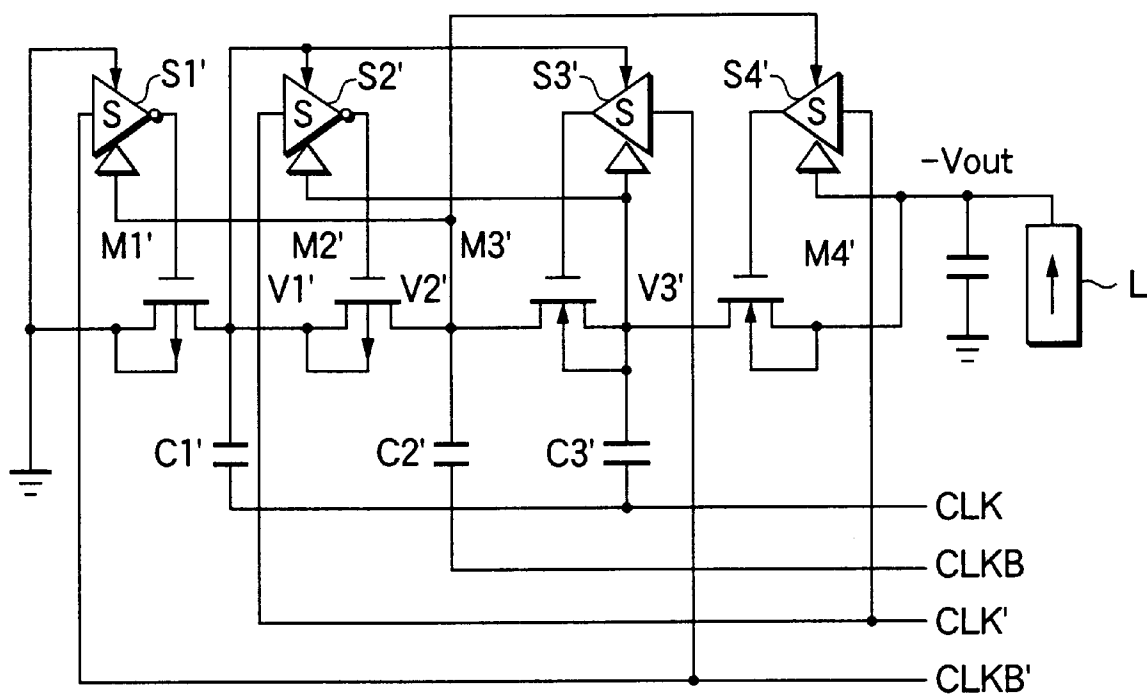 S1'
S2'
S3'
S4'
S
S
S
S
-Vout
M1'
M2'
M3'
M4'
V1'
V2'
V3'
L
C1'
C2'
C3'
CLK
CLKB
CLK'
CLKB'